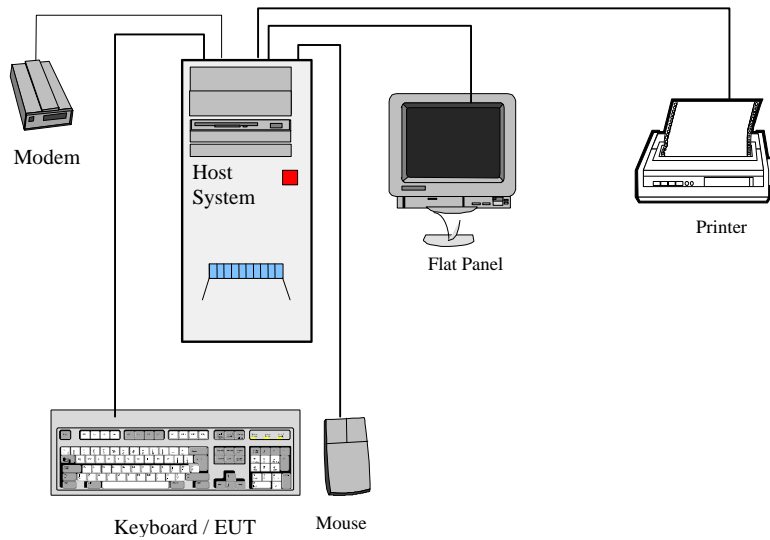 Modem
Host
System
Printer
Flat Panel
Keyboard / EUT
Mouse